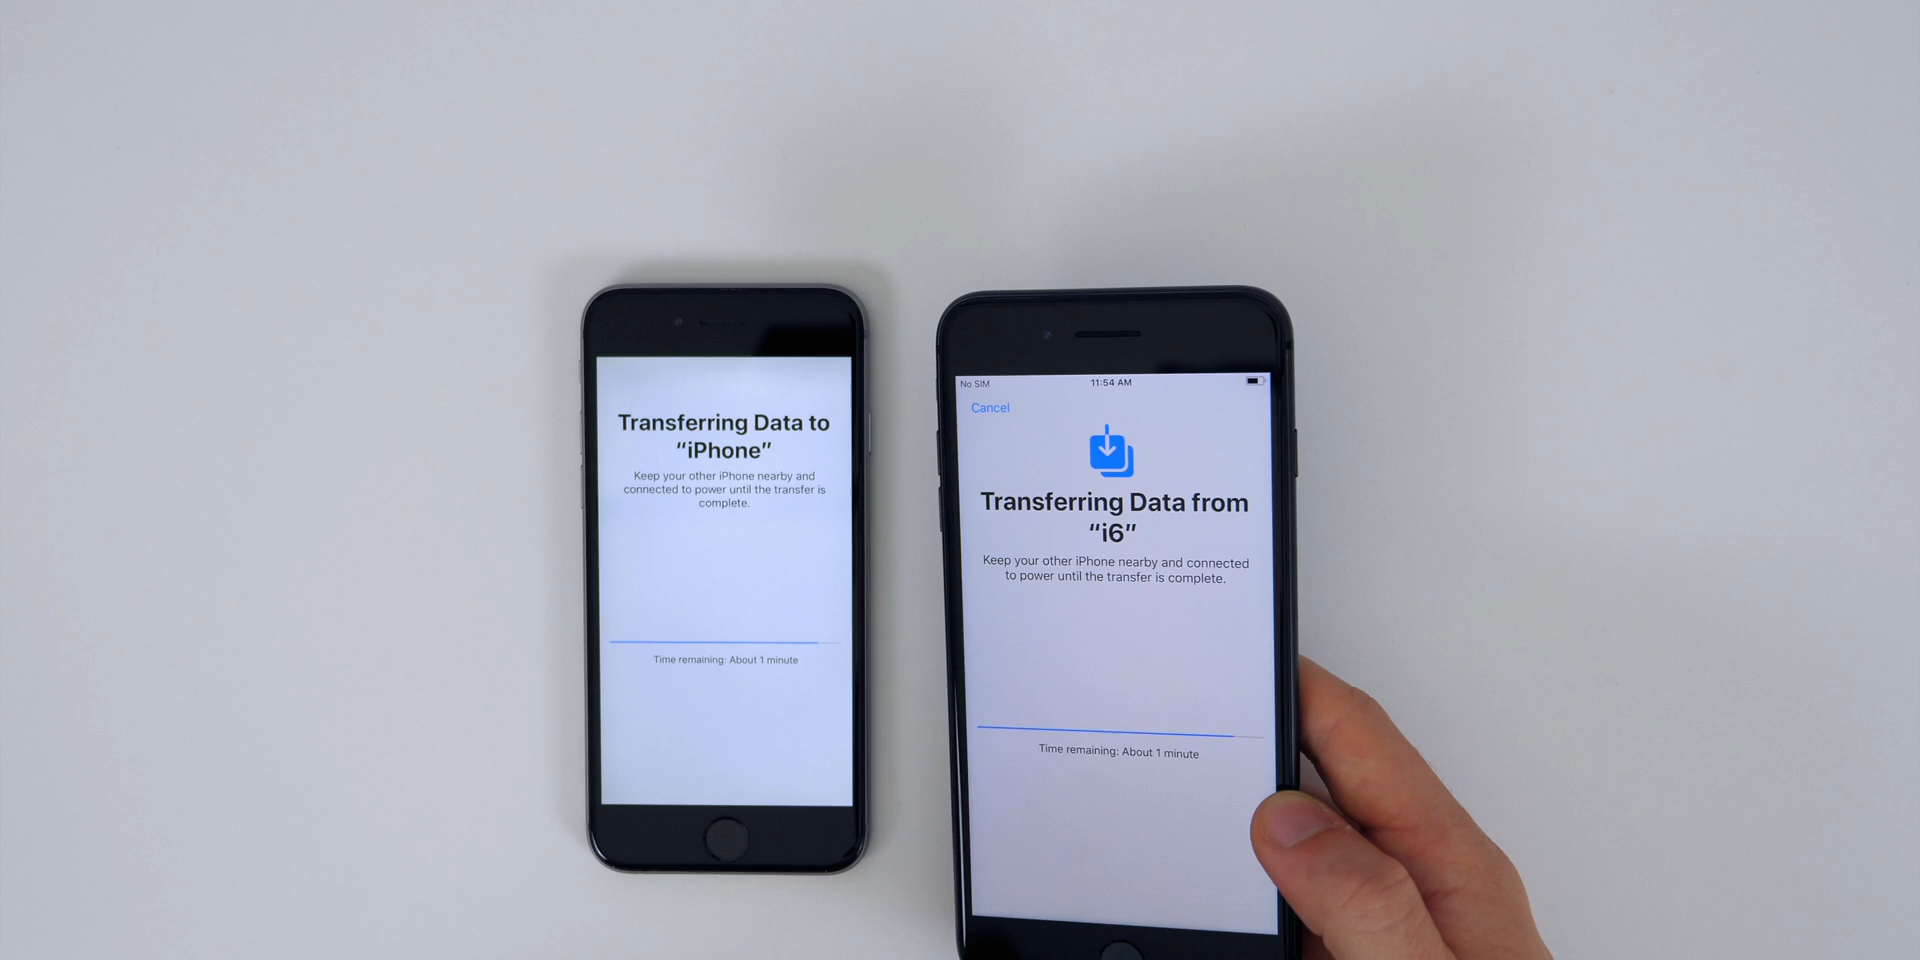 Transferring Data to
“iPhone”
Keep your other iPhone nearby and
connected to power until the transfer is
complete.
Time remaining: About 1 minute
No SIM
11:54 AM
Cancel
Transferring Data from
“i6”
Keep your other iPhone nearby and connected
to power until the transfer is complete.
Time remaining: About 1 minute